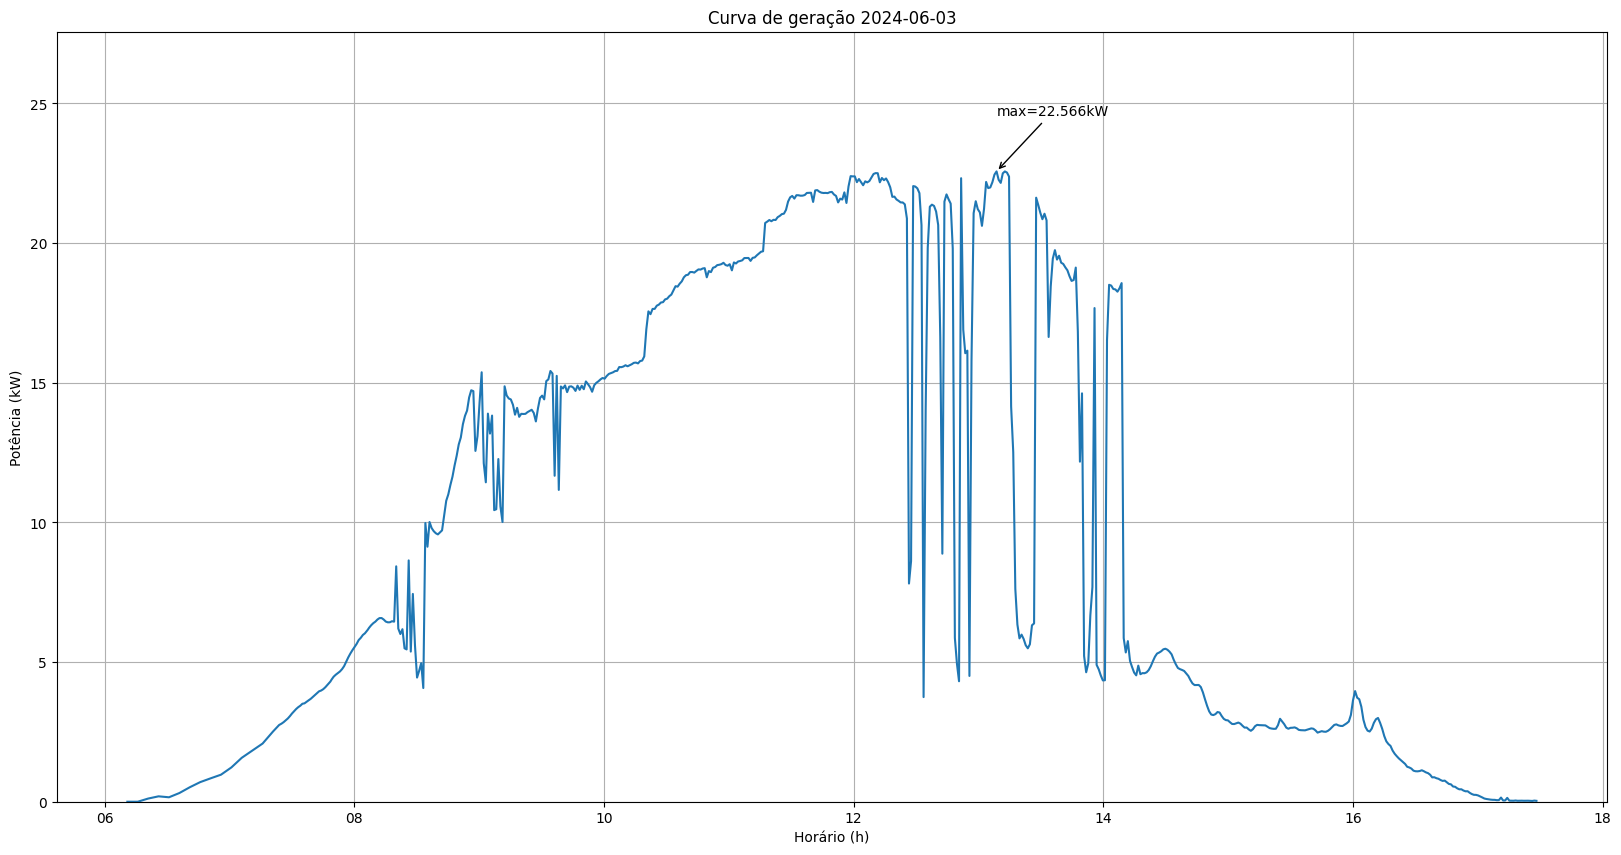 Curva de geração 2024-06-03
Potência (kW)
25
20
15
10
5
0
max=22.566kW
06 08 10 12 14 16 18
Horário (h)